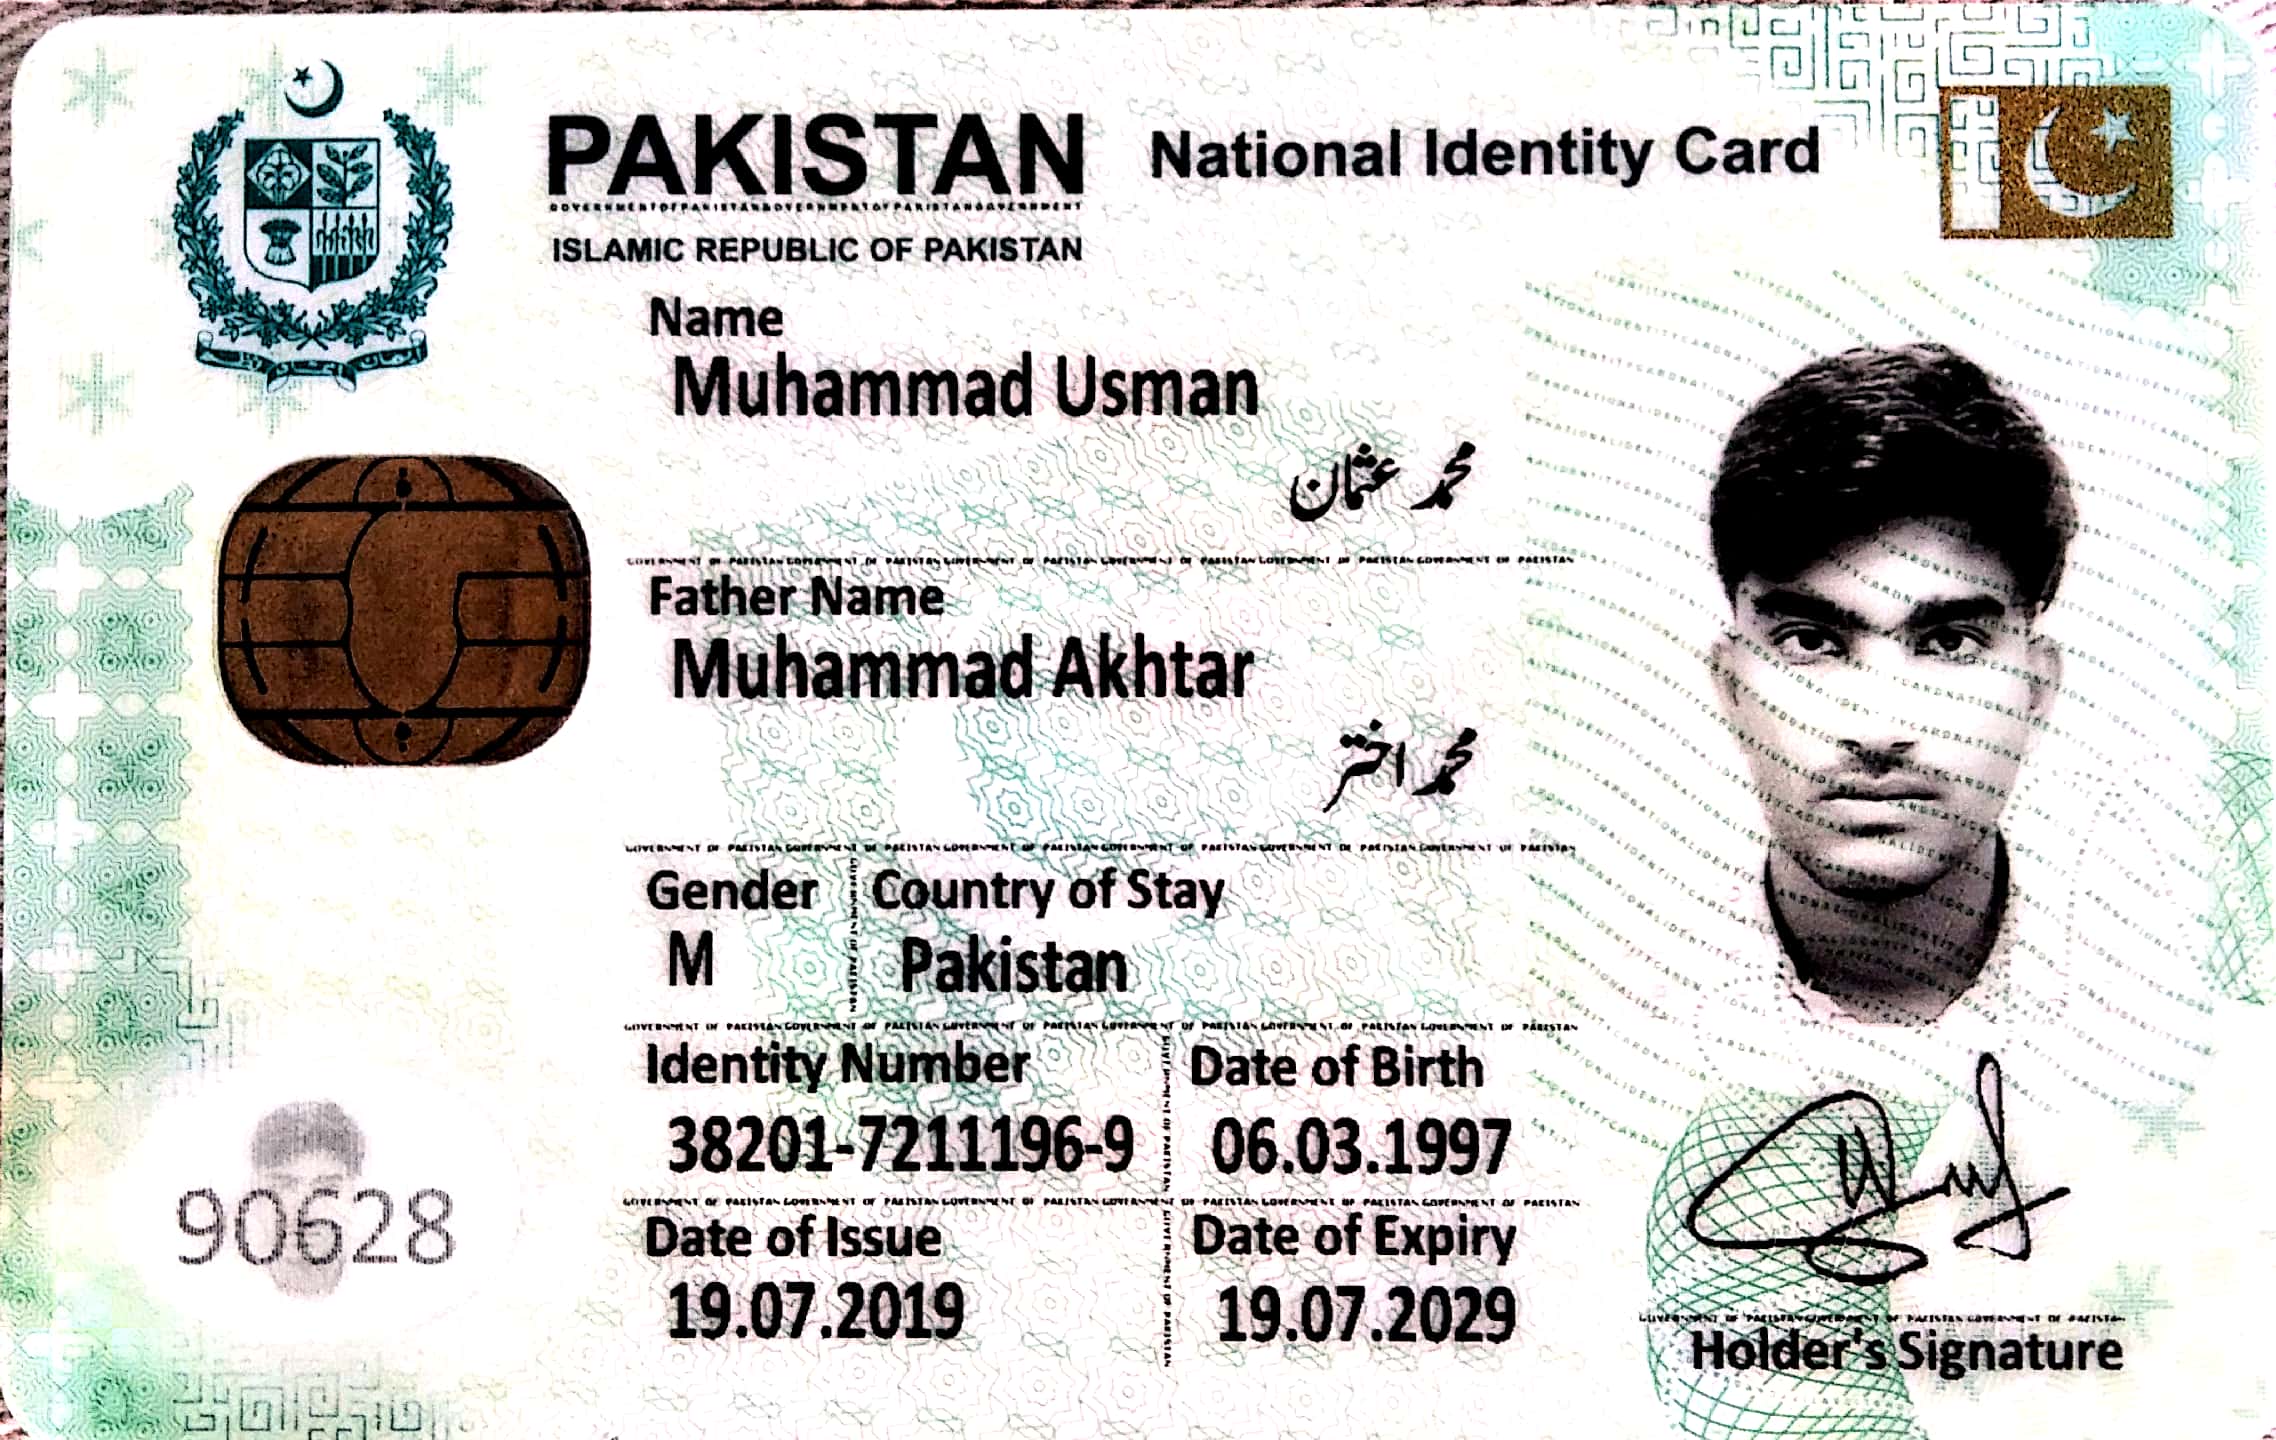 PAKISTAN National Identity Card
ISLAMIC REPUBLIC OF PAKISTAN
Name
Muhammad Usman
محمد عثمان
Father Name
Muhammad Akhtar
محمد اختر
Gender Country of Stay
M Pakistan
Identity Number Date of Birth
38201-7211196-9 06.03.1997
Date of Issue Date of Expiry
19.07.2019 19.07.2029
90628
Holder's Signature